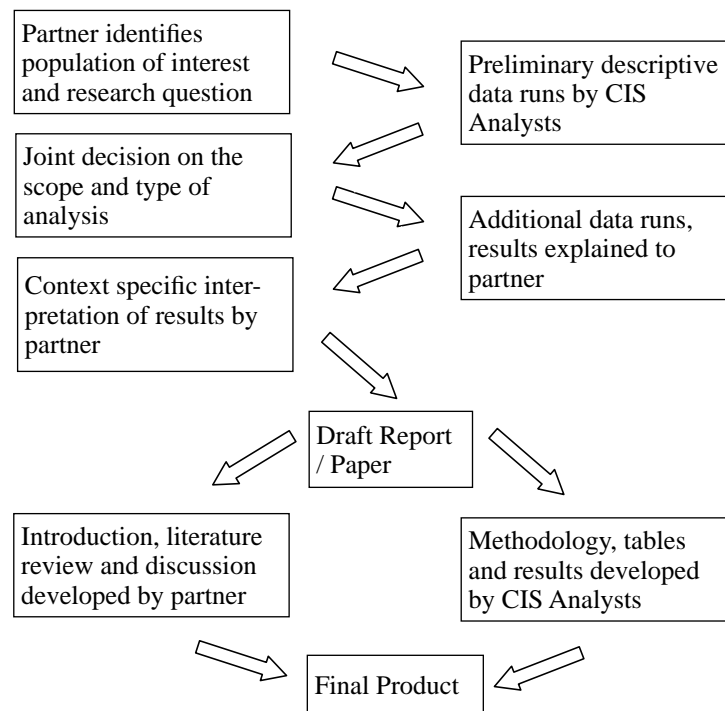 Partner identifies
population of interest
and research question
Preliminary descriptive
data runs by CIS
Analysts
Joint decision on the
scope and type of
analysis
Additional data runs,
results explained to
partner
Context specific inter-
pretation of results by
partner
Draft Report
/ Paper
Introduction, literature
review and discussion
developed by partner
Methodology, tables
and results developed
by CIS Analysts
Final Product